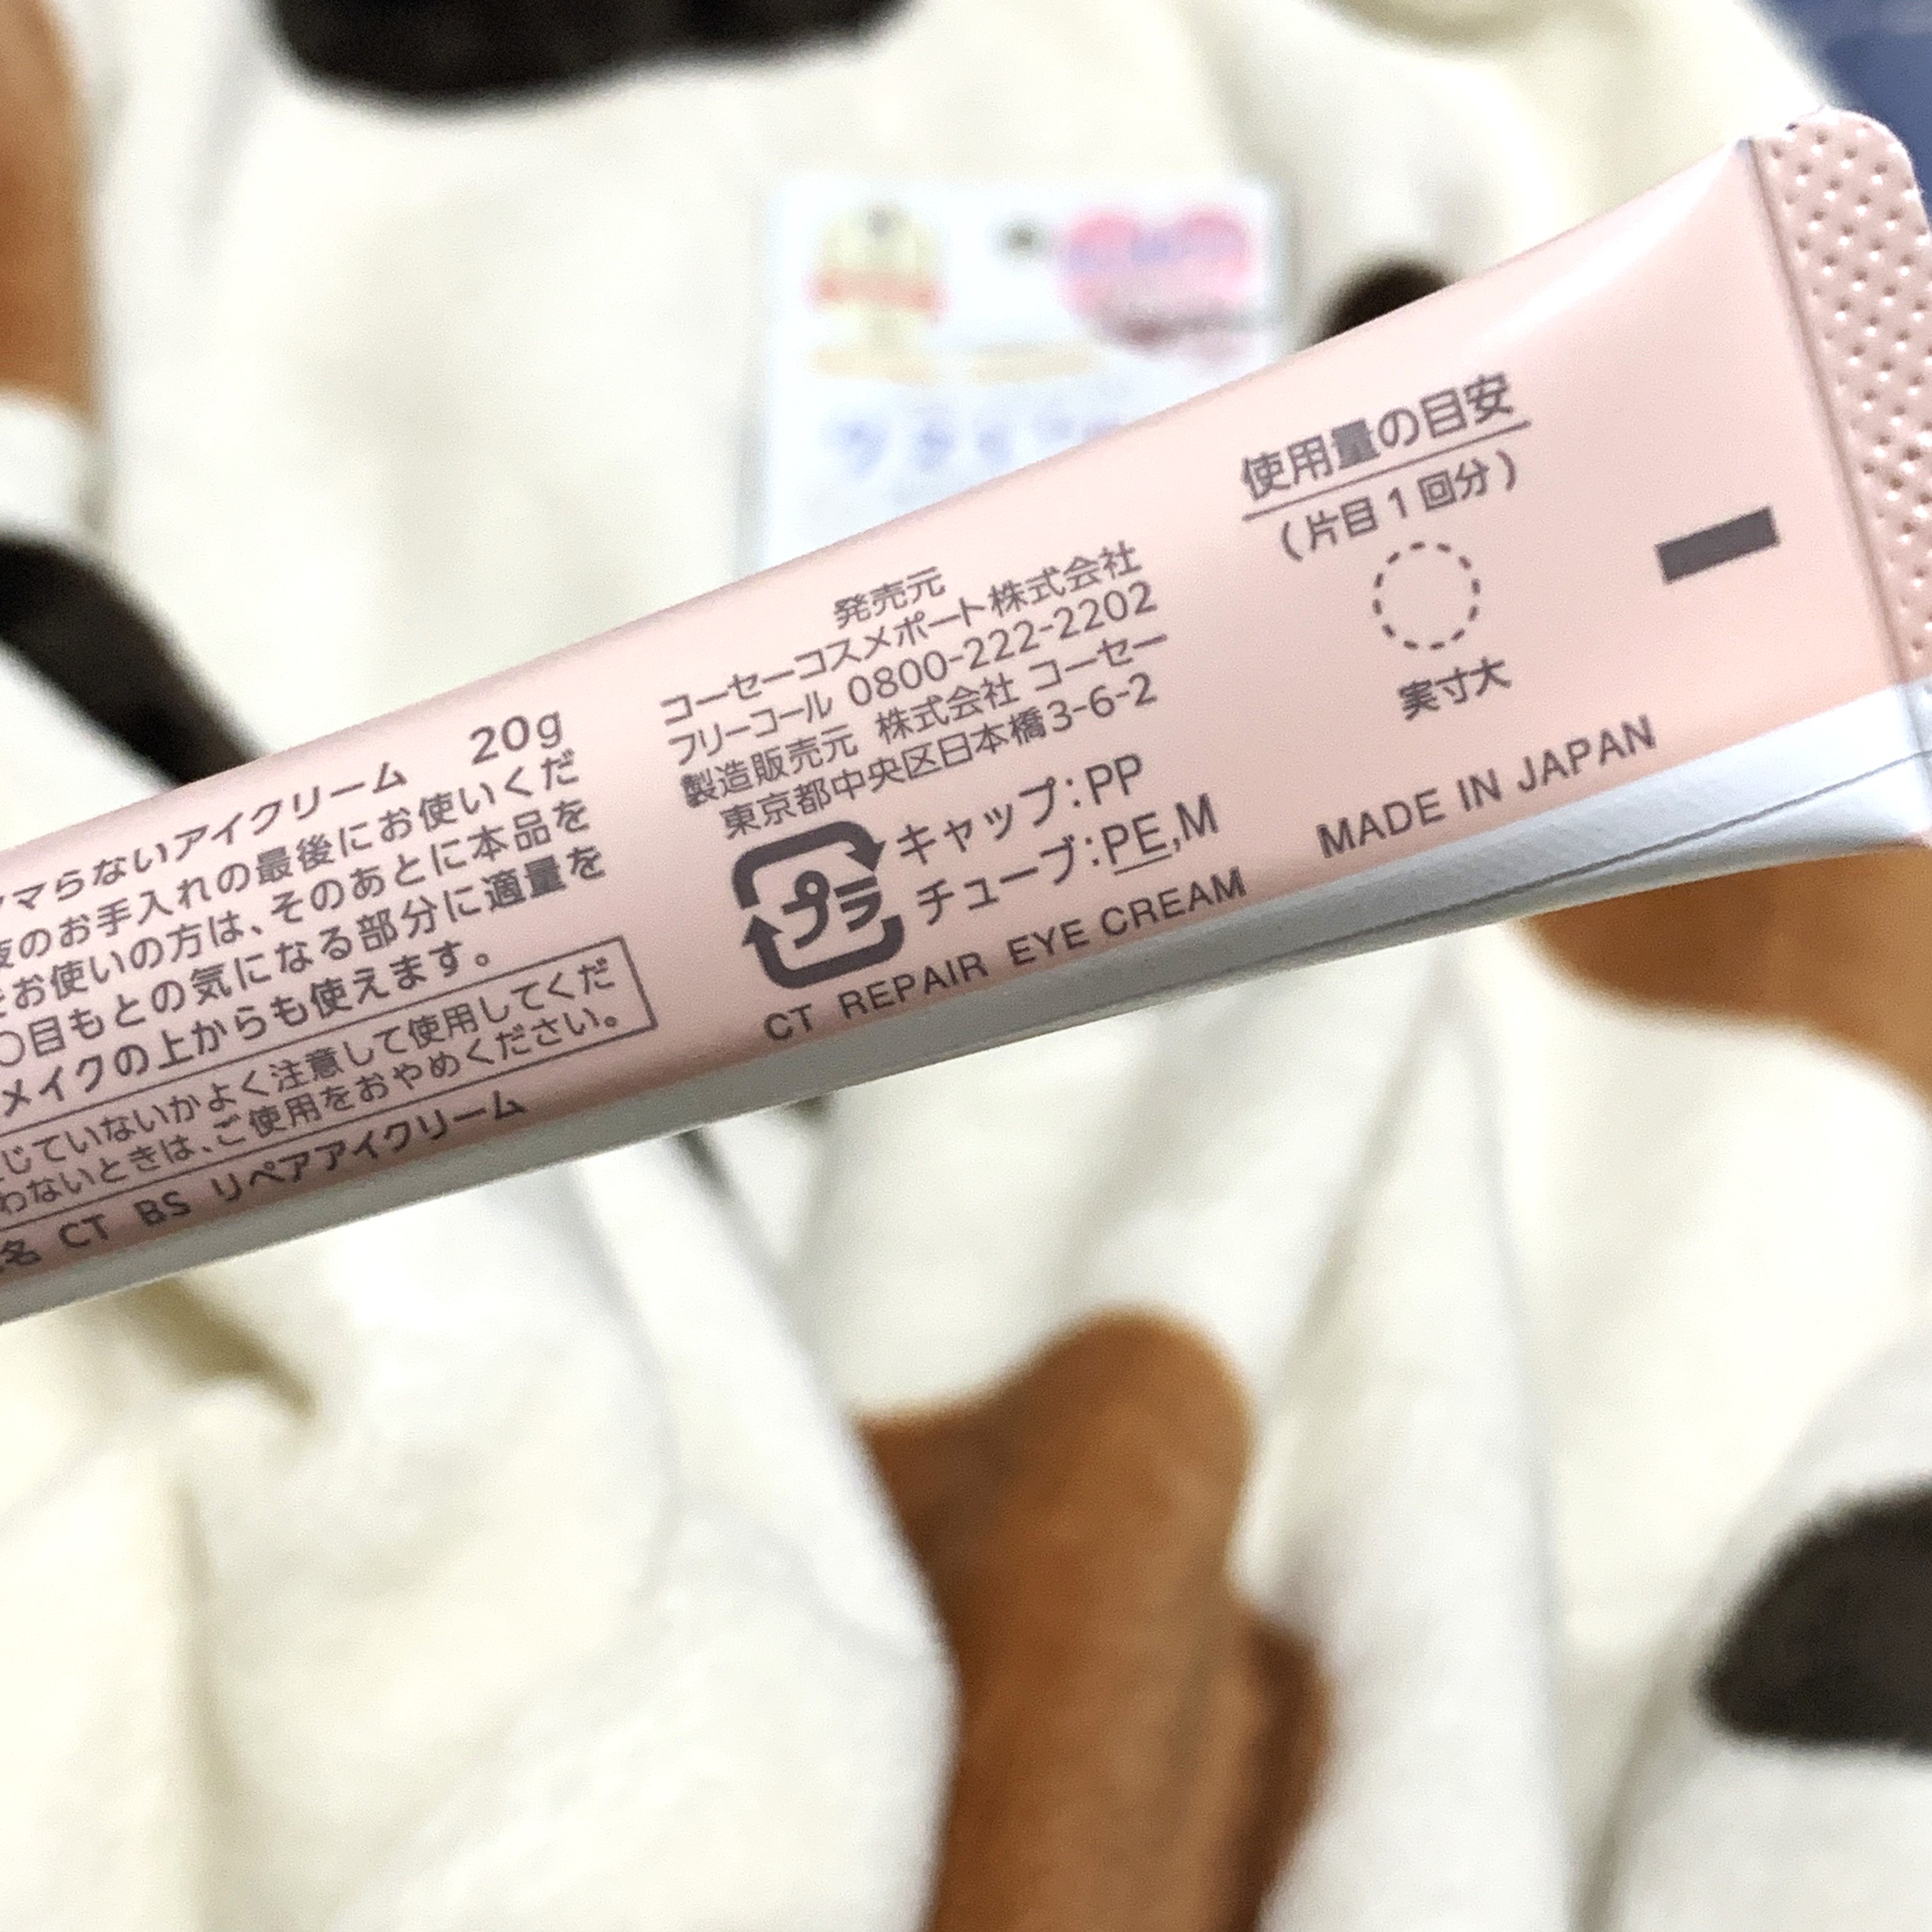 マらないアイクリーム 20g
のお手入れの最後にお使いくだ
お使いの方は、そのあとに本品を
○目もとの気になる部分に適量を
メイクの上からも使えます。
じていないかよく注意して使用してくだ
わないときは、ご使用をおやめください。
名 CT BS リペアアイクリーム
発売元
コーセーコスメポート株式会社
フリーコール 0800-222-2202
製造販売元 株式会社 コーセー
東京都中央区日本橋3-6-2
プラ
キャップ:PP
チューブ:PE,M
CT REPAIR EYE CREAM
使用量の目安
(片目1回分)
実寸大
MADE IN JAPAN